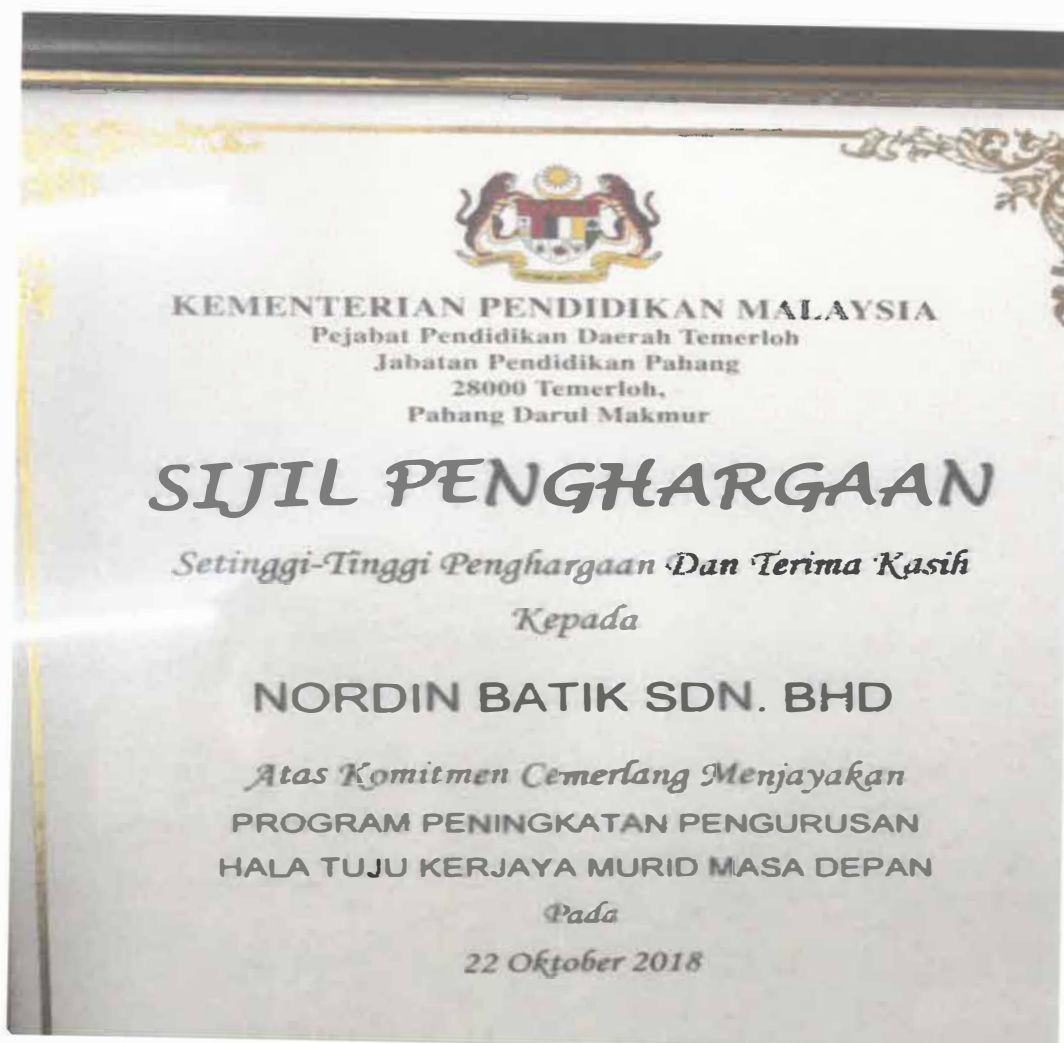 KEMENTERIAN PENDIDIKAN MALAYSIA
Pejabat Pendidikan Daerah Temerloh
Jabatan Pendidikan Pahang
28000 Temerloh,
Pahang Darul Makmur
SIJIL PENGHARGAAN
Setinggi-Tinggi Penghargaan Dan Terima Kasih
Kepada
NORDIN BATIK SDN. BHD
Atas Komitmen Cemerlang Menjayakan
PROGRAM PENINGKATAN PENGURUSAN
HALA TUJU KERJAYA MURID MASA DEPAN
Pada
22 Oktober 2018